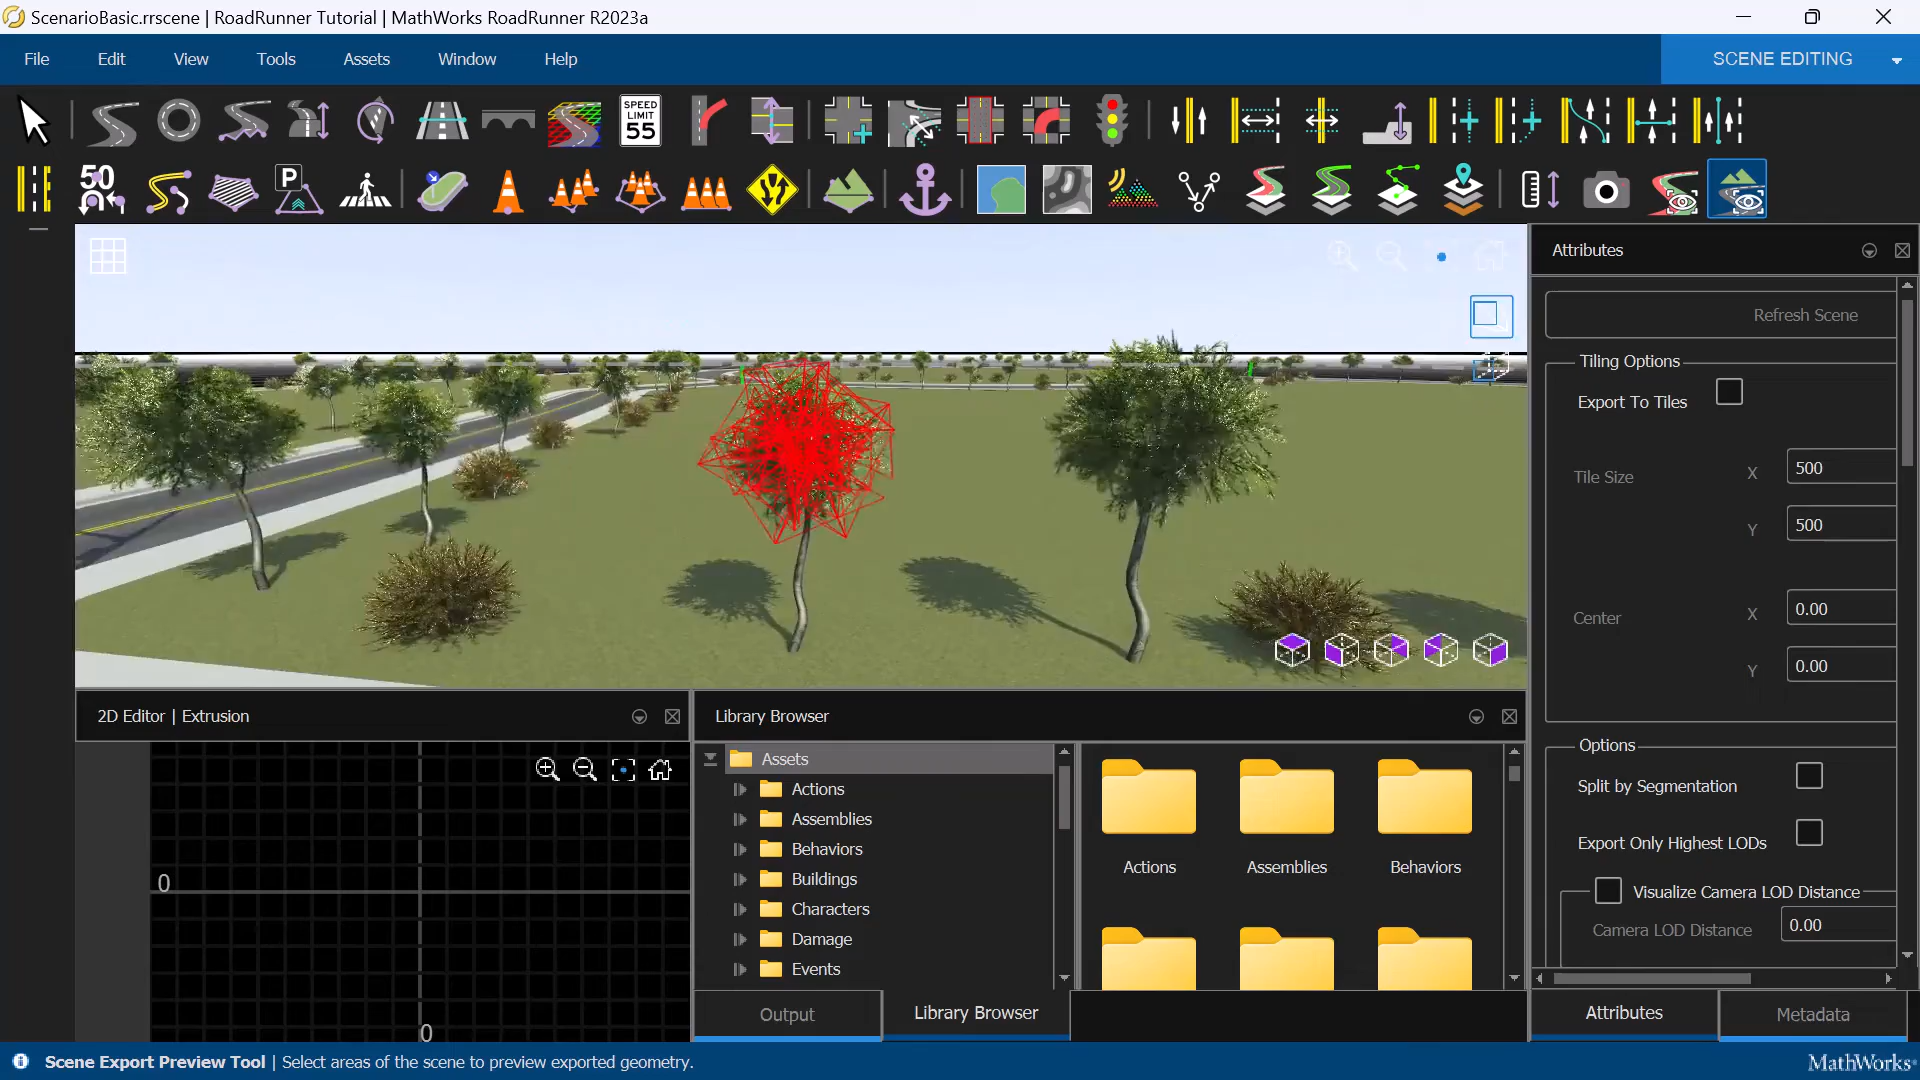 ScenarioBasic.rrscene | RoadRunner Tutorial | MathWorks RoadRunner R2023a
File Edit View Tools Assets Window Help SCENE EDITING
SPEED
LIMIT
55
50
P
Attributes
Refresh Scene
Tiling Options
Export To Tiles
Tile Size X 500
Y 500
Center X 0.00
Y 0.00
Options
Split by Segmentation
Export Only Highest LODs
Visualize Camera LOD Distance
Camera LOD Distance 0.00
Attributes Metadata
2D Editor | Extrusion
0
0
Library Browser
Assets
Actions
Assemblies
Behaviors
Buildings
Characters
Damage
Events
Actions Assemblies Behaviors
Output Library Browser
Scene Export Preview Tool | Select areas of the scene to preview exported geometry.
MathWorks